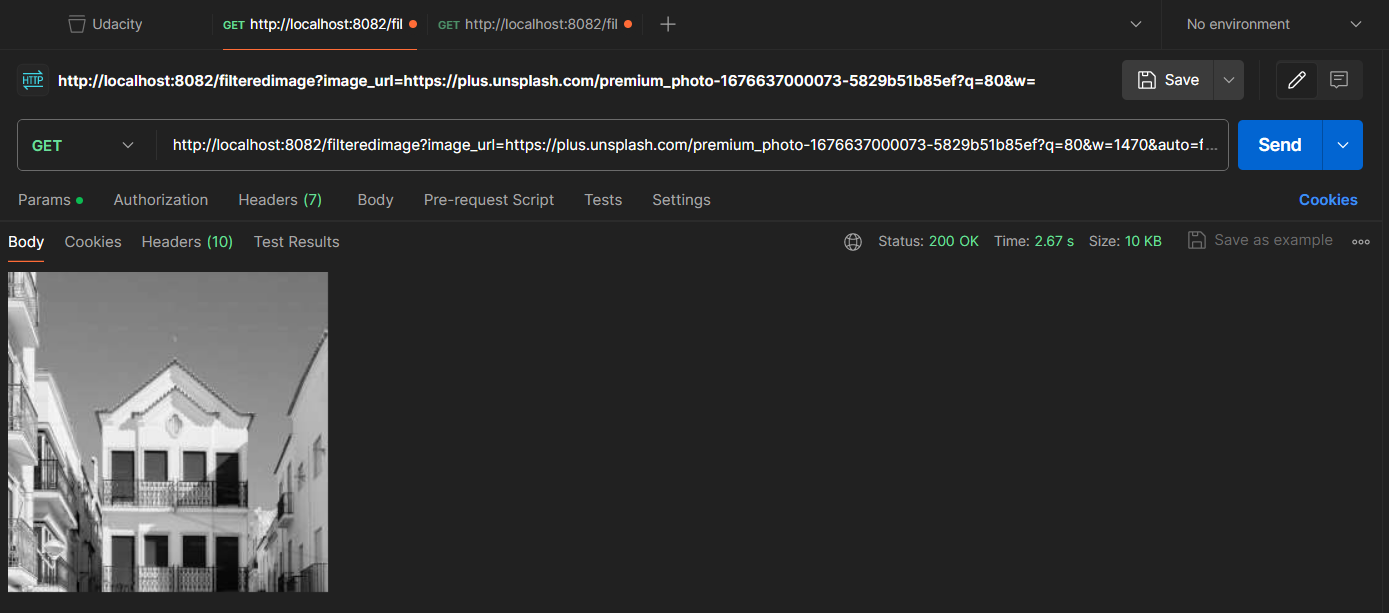 Udacity
GET http://localhost:8082/fil
GET http://localhost:8082/fil
No environment
HTTP http://localhost:8082/filteredimage?image_url=https://plus.unsplash.com/premium_photo-1676637000073-5829b51b85ef?q=80&w=
Save
GET http://localhost:8082/filteredimage?image_url=https://plus.unsplash.com/premium_photo-1676637000073-5829b51b85ef?q=80&w=1470&auto=f...
Send
Params Authorization Headers (7) Body Pre-request Script Tests Settings Cookies
Body Cookies Headers (10) Test Results Status: 200 OK Time: 2.67 s Size: 10 KB Save as example